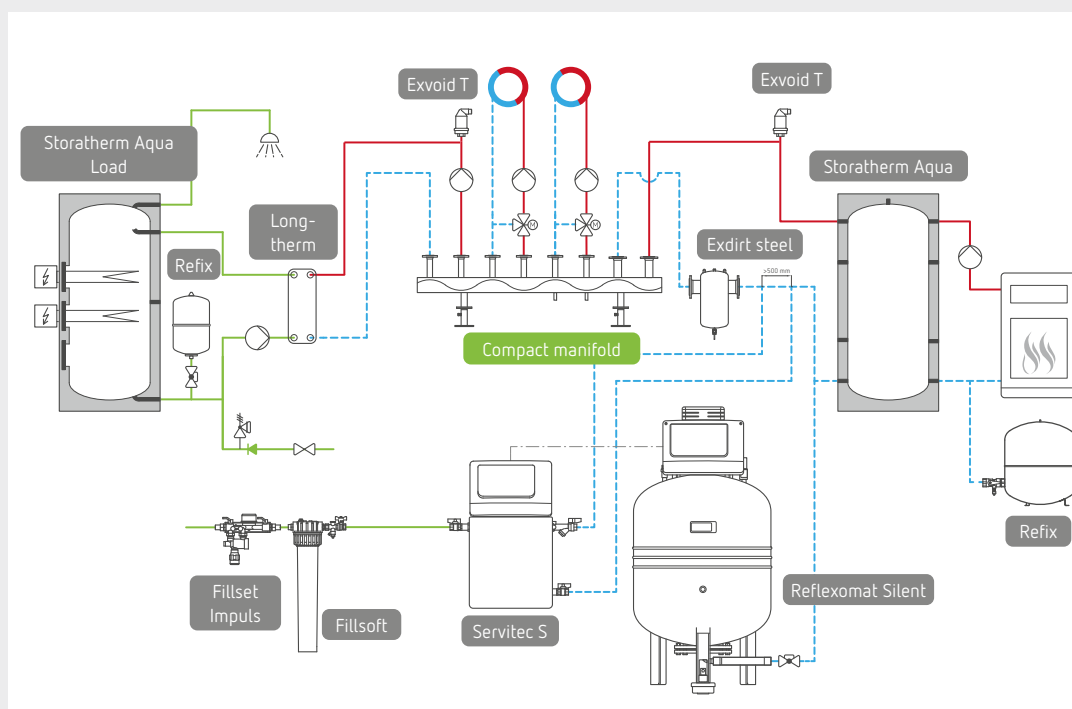 Exvoid T
Exvoid T
Storatherm Aqua
Load
Storatherm Aqua
Long-
therm
Refix
M
M
Exdirt steel
>500 mm
Compact manifold
Refix
Reflexomat Silent
Fillset
Impuls
Fillsoft
Servitec S